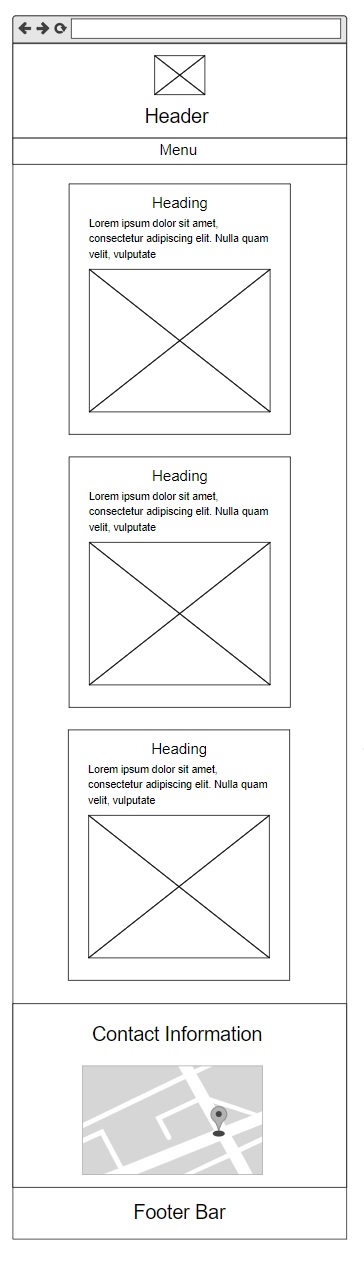 Header
Menu
Heading
Lorem ipsum dolor sit amet,
consectetur adipiscing elit. Nulla quam
velit, vulputate
Heading
Lorem ipsum dolor sit amet,
consectetur adipiscing elit. Nulla quam
velit, vulputate
Heading
Lorem ipsum dolor sit amet,
consectetur adipiscing elit. Nulla quam
velit, vulputate
Contact Information
Footer Bar